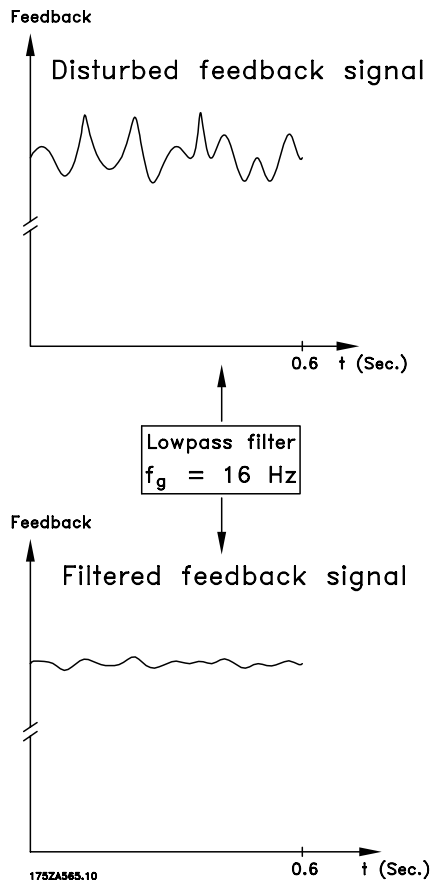 Feedback
Disturbed feedback signal
0.6 t (Sec.)
Lowpass filter
fg = 16 Hz
Feedback
Filtered feedback signal
0.6 t (Sec.)
175ZA565.10